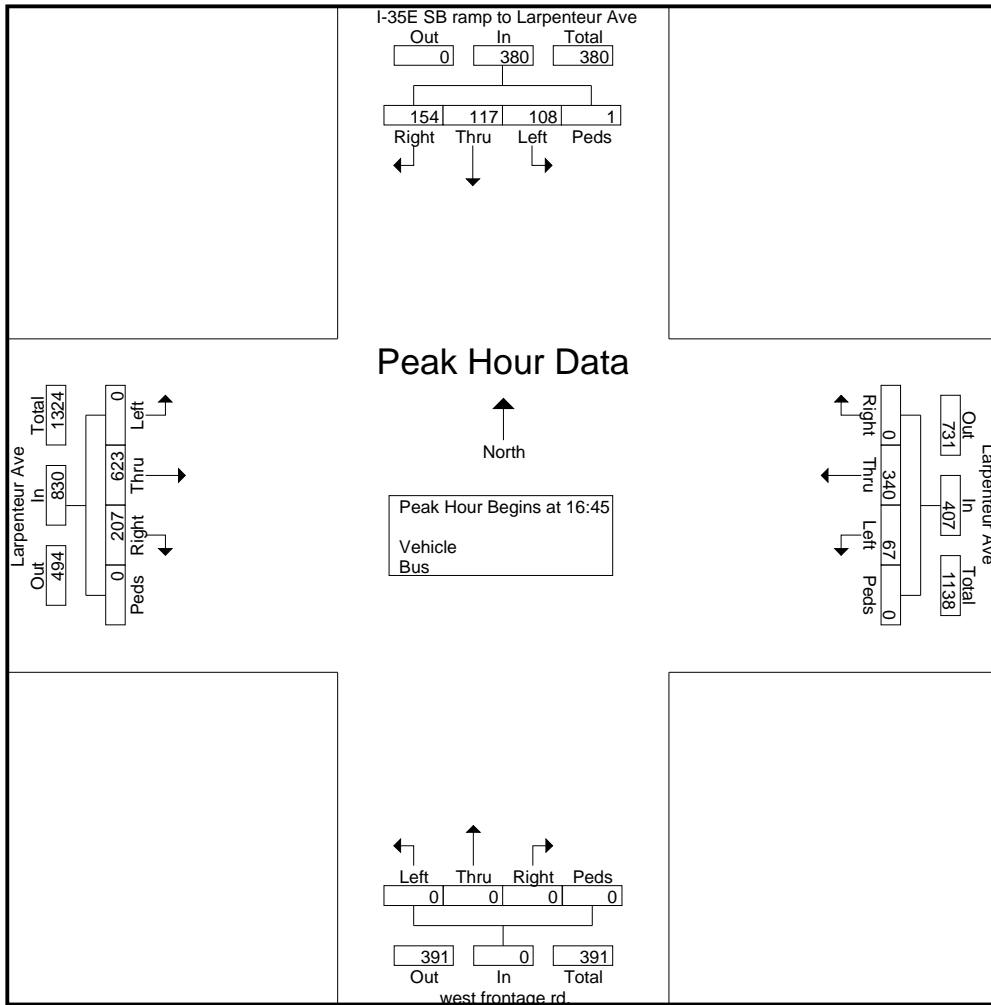 I-35E SB ramp to Larpenteur Ave
Out In Total
0 380 380
154 117 108 1
Right Thru Left Peds
Peak Hour Data
North
Peak Hour Begins at 16:45
Vehicle
Bus
Larpenteur Ave
Out In Total
494 830 1324
0 623 207 0
Left Thru Right Peds
Right Thru Left Peds
0 340 67 0
Out In Total
731 407 1138
Larpenteur Ave
Left Thru Right Peds
0 0 0 0
391 0 391
Out In Total
west frontage rd.